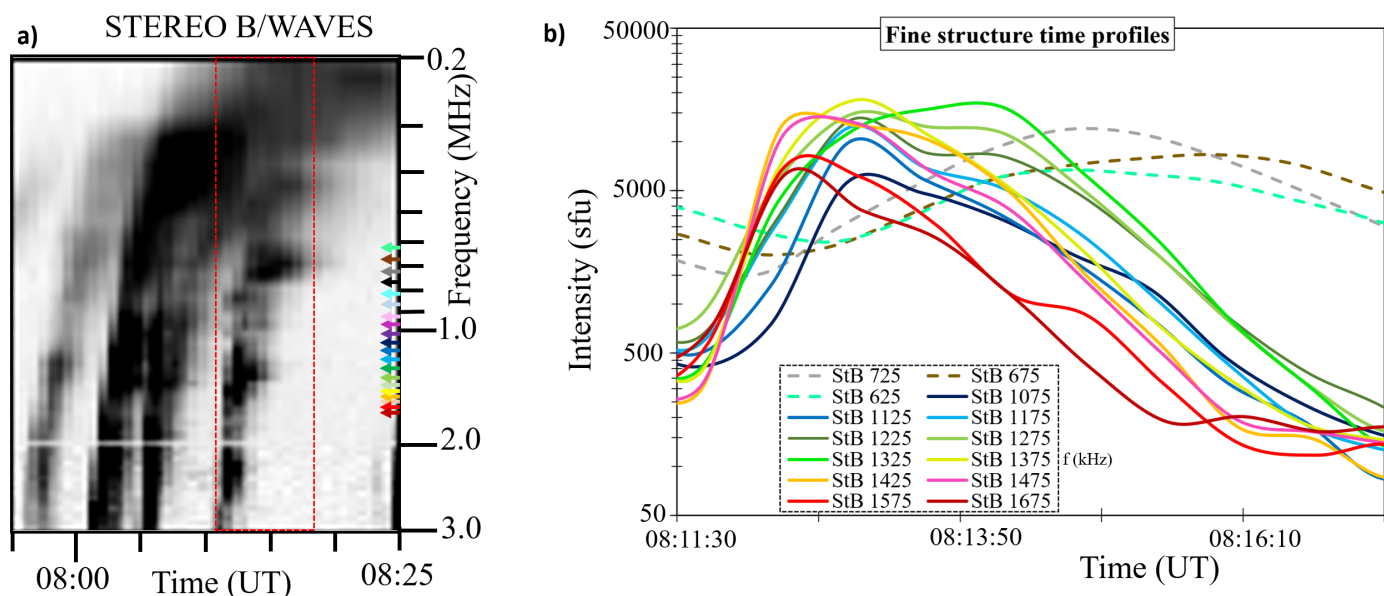 a)
STEREO B/WAVES
0.2
1.0
2.0
3.0
Frequency (MHz)
08:00
08:25
Time (UT)
b)
Fine structure time profiles
50000
5000
500
50
Intensity (sfu)
StB 725 StB 675
StB 625 StB 1075
StB 1125 StB 1175
StB 1225 StB 1275
StB 1325 StB 1375 f (kHz)
StB 1425 StB 1475
StB 1575 StB 1675
08:11:30 08:13:50 08:16:10
Time (UT)